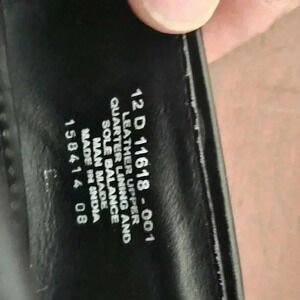 12 D 11618 - 001
LEATHER UPPER
QUARTER LINING AND
SOLE BALANCE
MAN MADE
MADE IN INDIA
158414 08